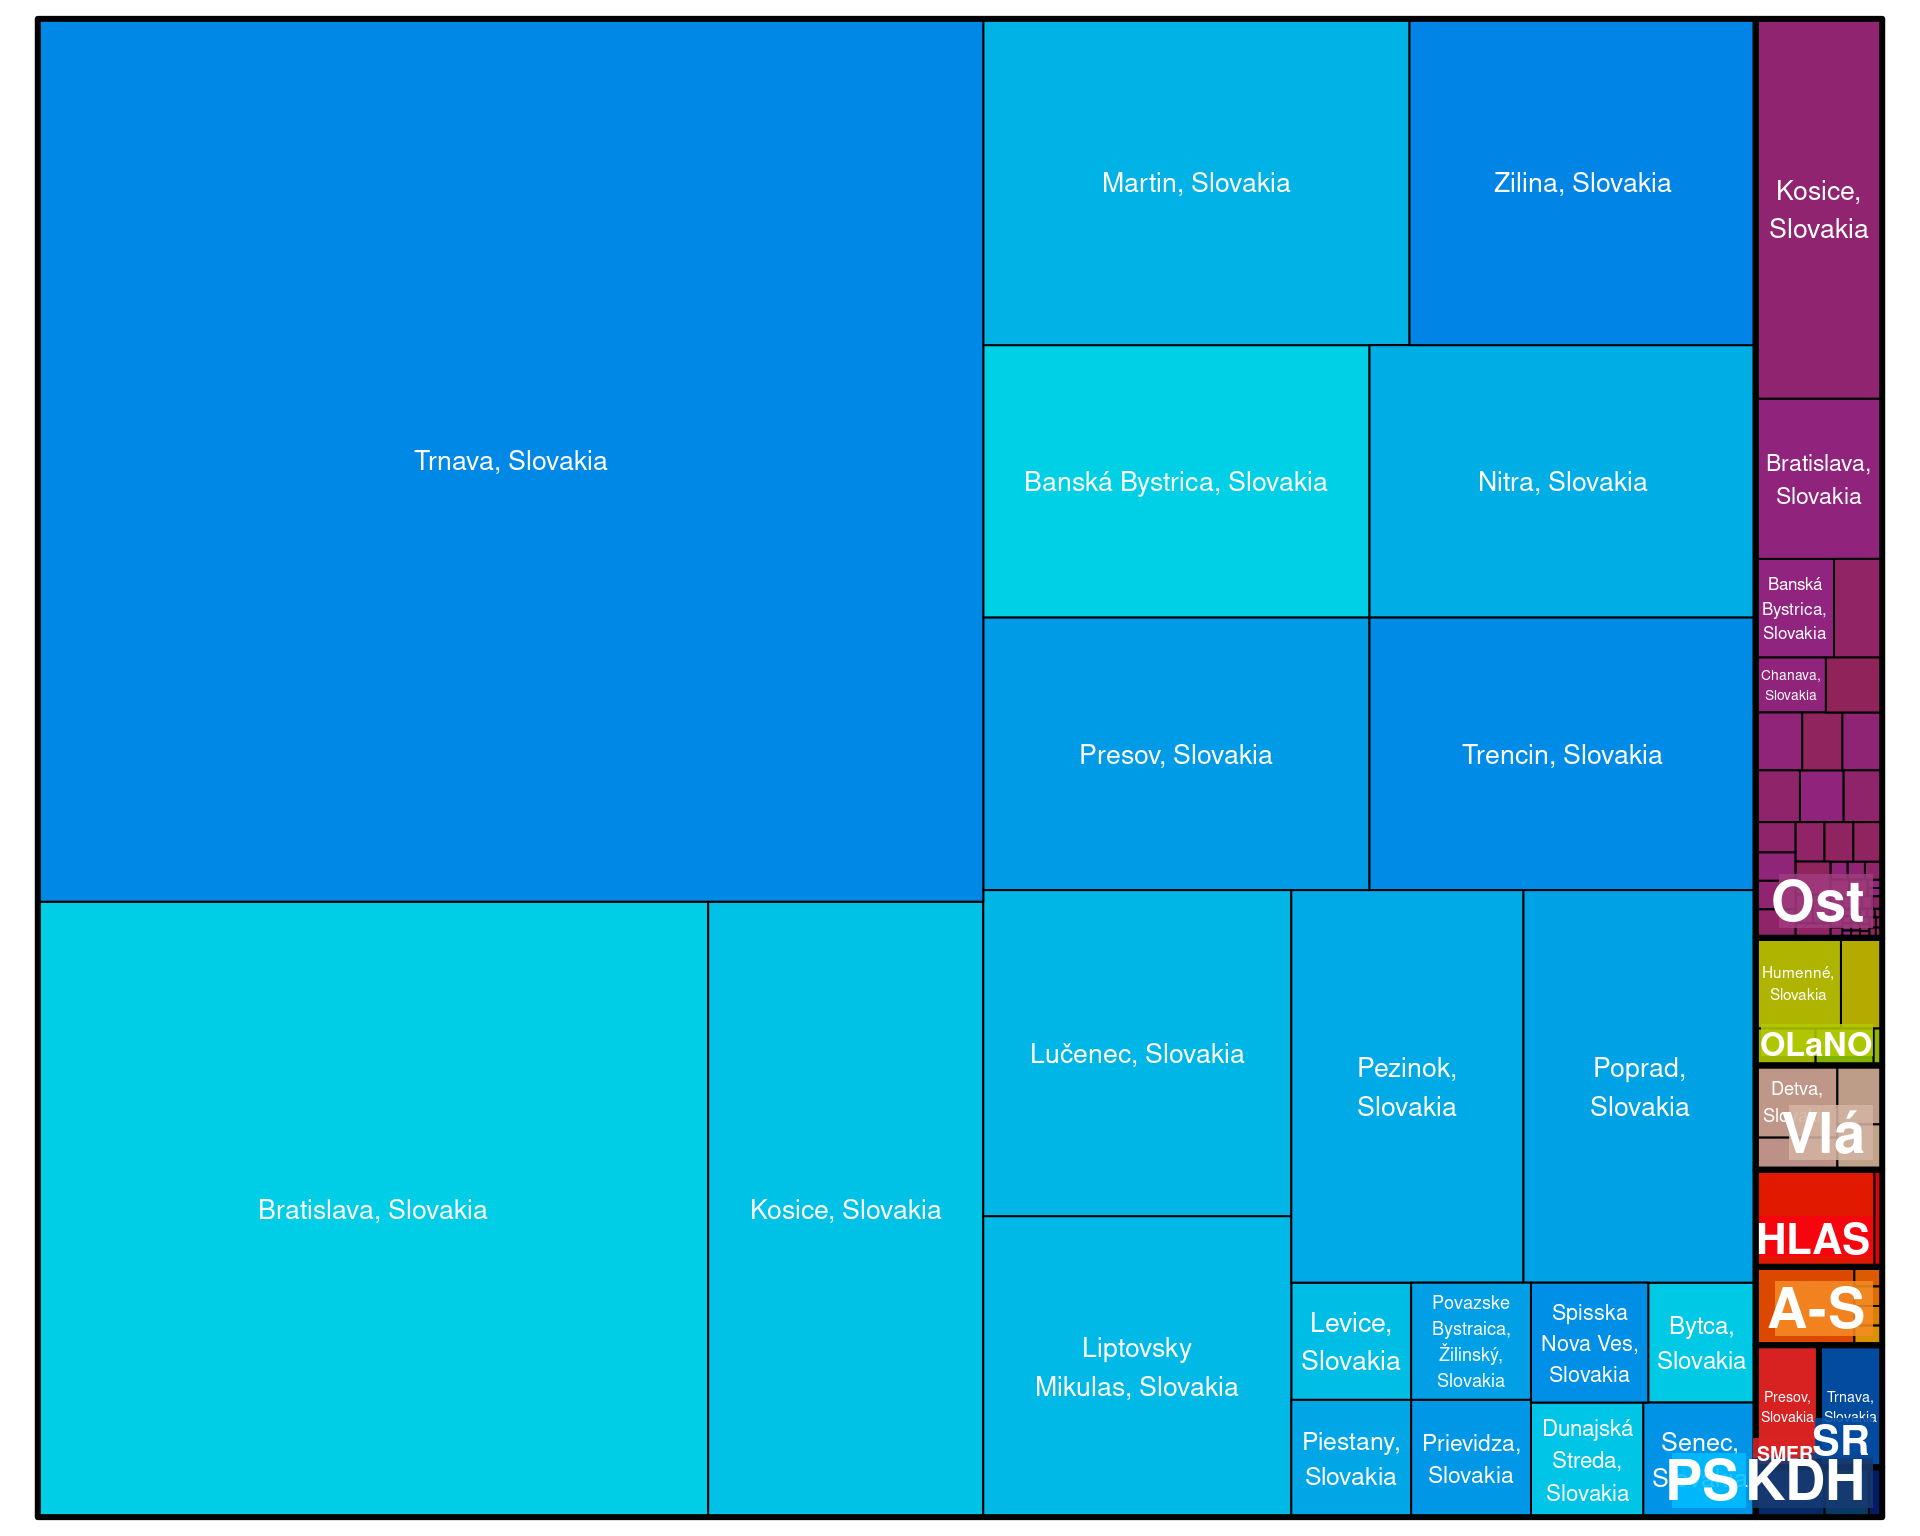 Trnava, Slovakia
Martin, Slovakia
Zilina, Slovakia
Banská Bystrica, Slovakia
Nitra, Slovakia
Presov, Slovakia
Trencin, Slovakia
Bratislava, Slovakia
Kosice, Slovakia
Lučenec, Slovakia
Liptovsky
Mikulas, Slovakia
Pezinok,
Slovakia
Poprad,
Slovakia
Levice,
Slovakia
Povazske
Bystraica,
Žilinský,
Slovakia
Spisska
Nova Ves,
Slovakia
Bytca,
Slovakia
Piestany,
Slovakia
Prievidza,
Slovakia
Dunajská
Streda,
Slovakia
Senec,
PS
Kosice,
Slovakia
Bratislava,
Slovakia
Banská
Bystrica,
Slovakia
Chanava,
Slovakia
Ost
Humenné,
Slovakia
OLaNO
Detva,
Vlá
HLAS
A-S
Presov,
Slovakia
SMER
Trnava,
Slovakia
SR
KDH